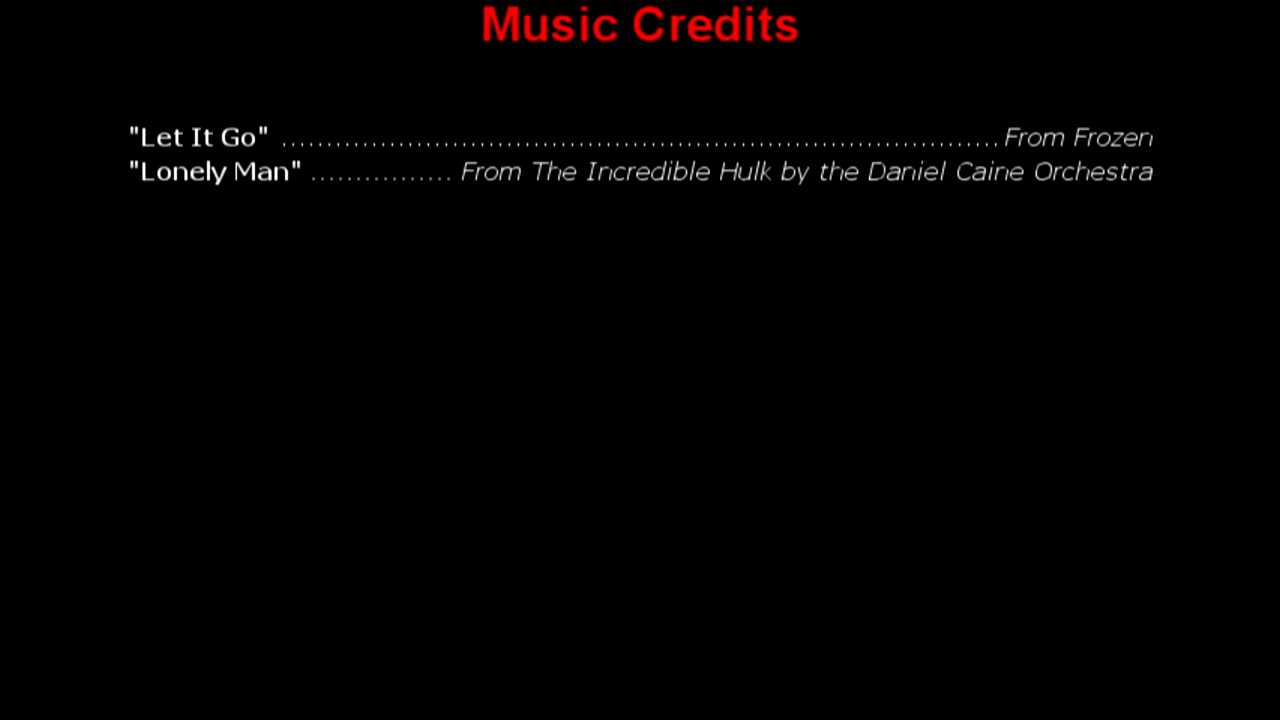 Music Credits
"Let It Go" ................................................................................ From Frozen
"Lonely Man" ................ From The Incredible Hulk by the Daniel Caine Orchestra